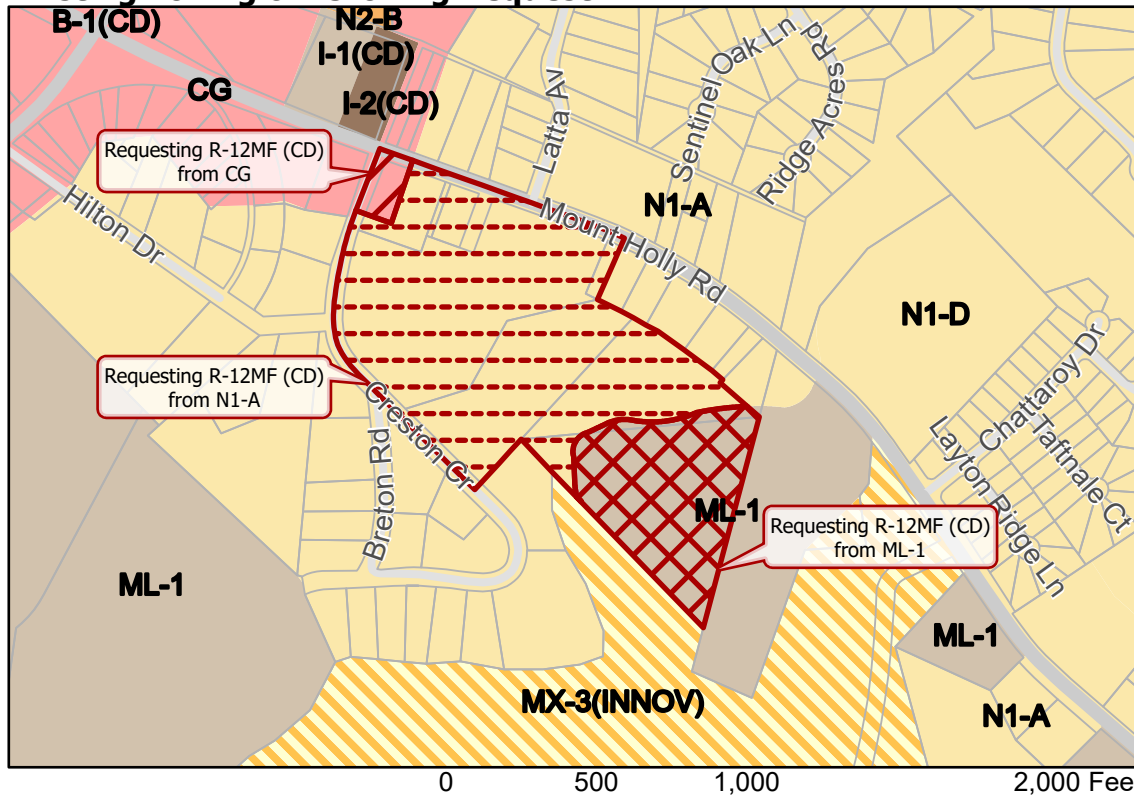 B-1(CD)
N2-B
I-1(CD)
CG
I-2(CD)
Latta Av
Sentinel Oak Ln
Ridge Acres Rd
Requesting R-12MF (CD)
from CG
Hilton Dr
N1-A
Mount Holly Rd
N1-D
Requesting R-12MF (CD)
from N1-A
Creston Cr
Breton Rd
Chattaroy Dr
Taftnale Ct
Layton Ridge Ln
ML-1
Requesting R-12MF (CD)
from ML-1
ML-1
ML-1
MX-3(INNOV)
N1-A
0 500 1,000 2,000 Fee